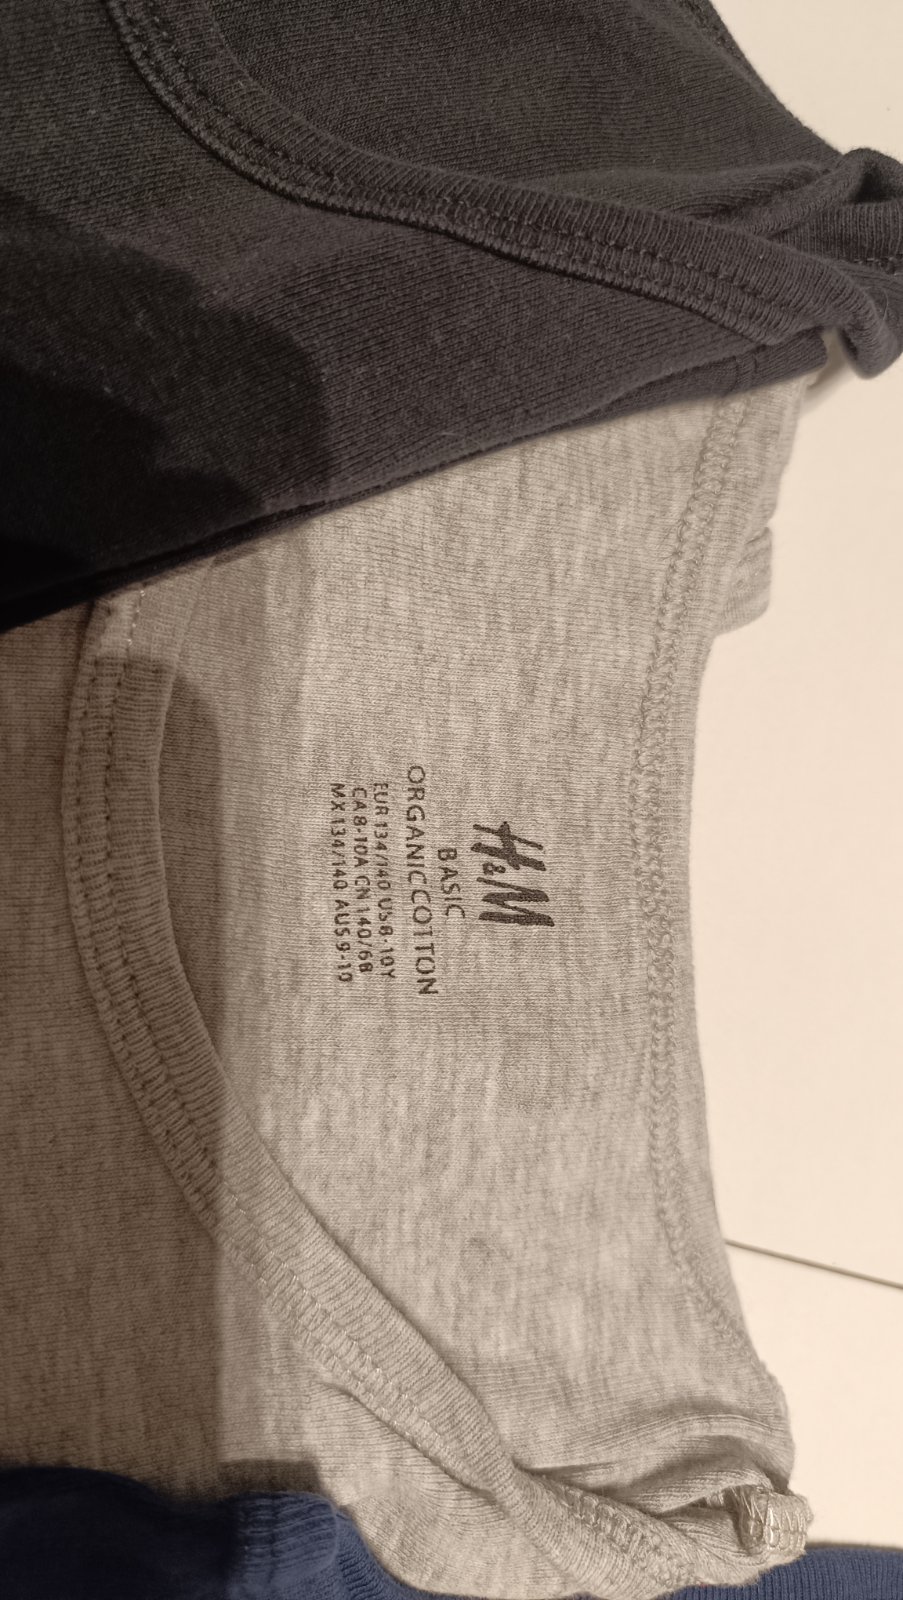 H&M
BASIC
ORGANIC COTTON
EUR 134/140 US 8-10Y
CA 8-10A CN 140/68
MX 134/140 AUS 9-10